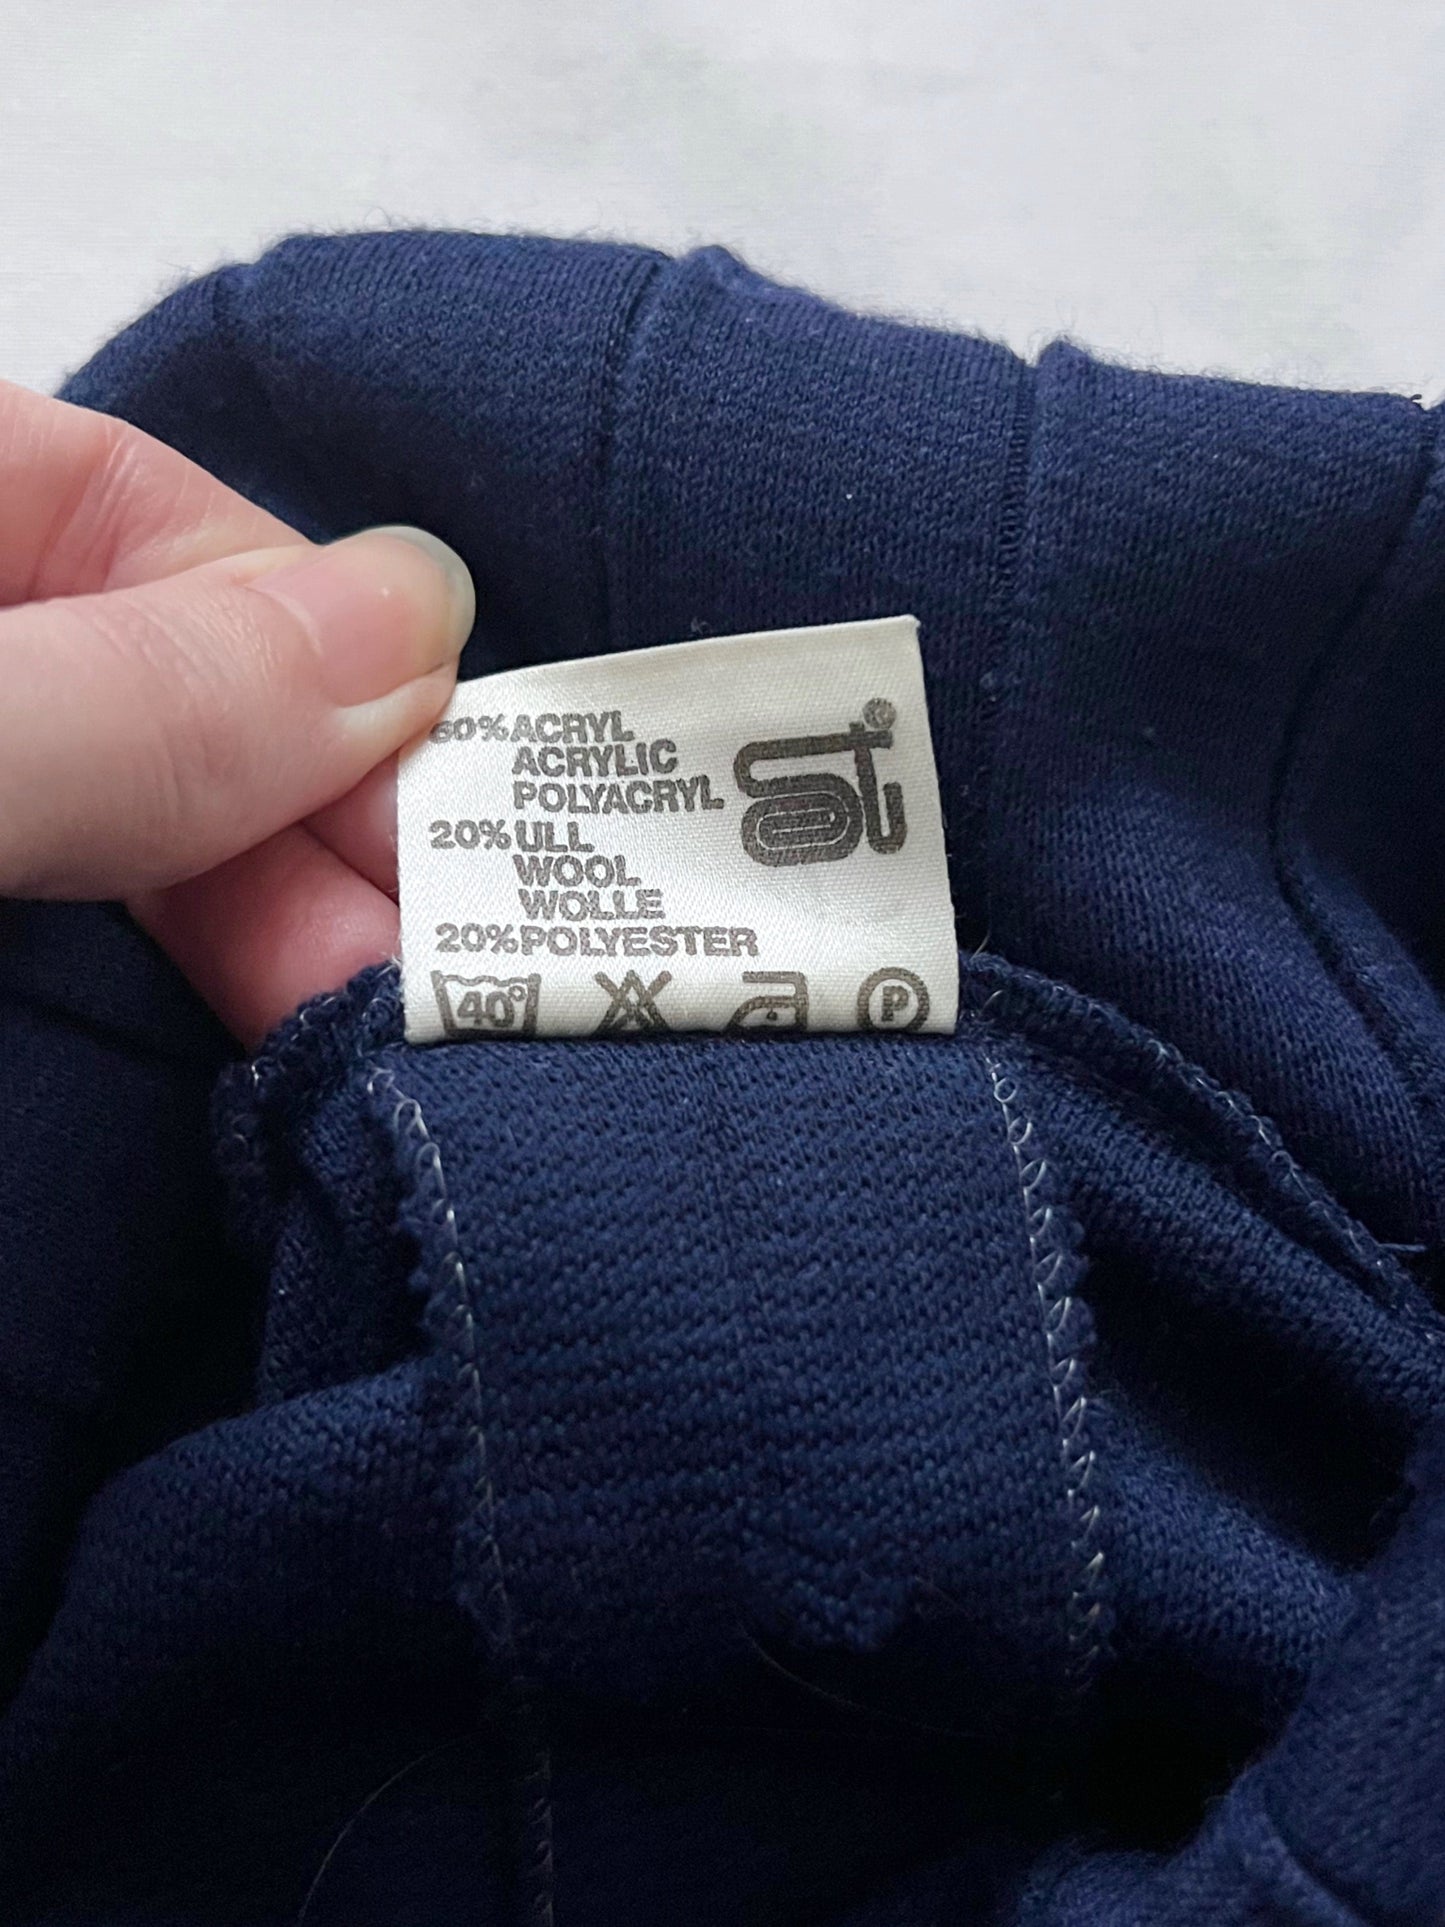 60% ACRYL
ACRYLIC
POLYACRYL
20% ULL
WOOL
WOLLE
20% POLYESTER
40°
P